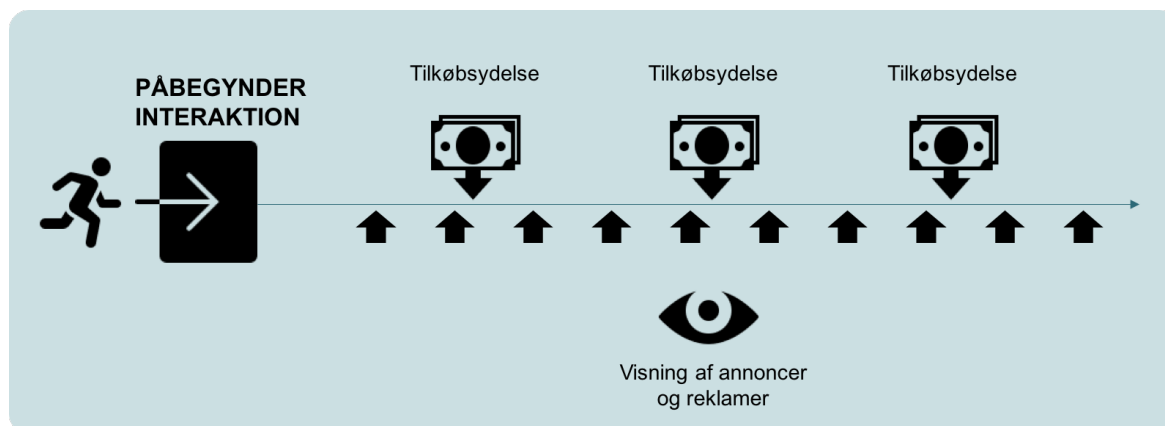 PÅBEGYNDER
INTERAKTION
Tilkøbsydelse
Tilkøbsydelse
Tilkøbsydelse
Visning af annoncer
og reklamer